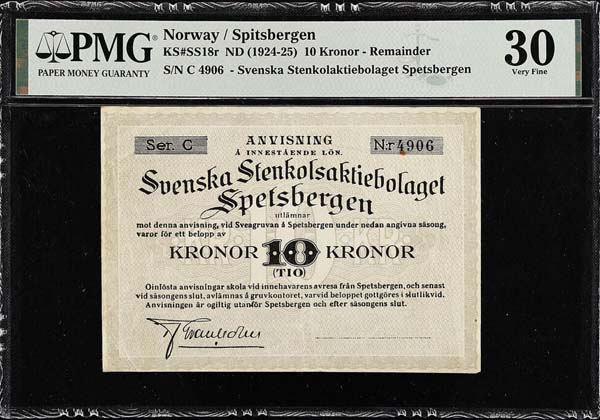 PMG
PAPER MONEY GUARANTY
Norway / Spitsbergen
KS#SS18r ND (1924-25) 10 Kronor - Remainder
S/N C 4906 - Svenska Stenkolaktiebolaget Spetsbergen
30
Very Fine
Ser. C
ANVISNING
Å INNESTÅENDE LÖN.
N:r 4906
Svenska Stenkolsaktiebolaget
Spetsbergen
utlämnar
mot denna anvisning, vid Sveagruvan å Spetsbergen under nedan angivna säsong,
varor för ett belopp av
KRONOR 10 KRONOR
(TIO)
Oinlösta anvisningar skola vid innehavarens avresa från Spetsbergen, och senast
vid säsongens slut, avlämnas å gruvkontoret, varvid beloppet gottgöres i slutlikvid.
Anvisningen är ogiltig utanför Spetsbergen och efter säsongens slut.